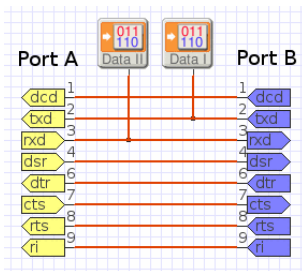 011
110
Data II
011
110
Data I
Port A
Port B
dcd 1 1 dcd
txd 2 2 txd
rxd 3 3 rxd
dsr 4 4 dsr
dtr 6 6 dtr
cts 7 7 cts
rts 8 8 rts
ri 9 9 ri